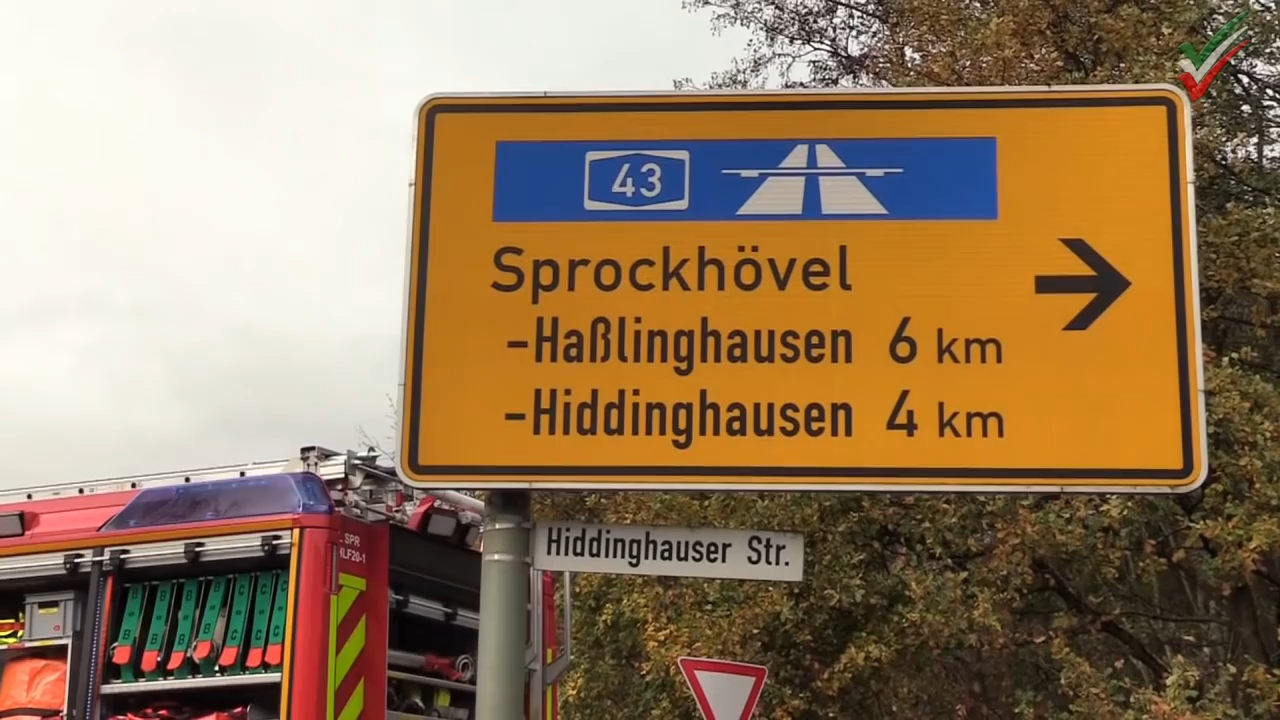 43
Sprockhövel
-Haßlinghausen 6 km
-Hiddinghausen 4 km
Hiddinghauser Str.
SPR
HLF20-1
B B B B C C C